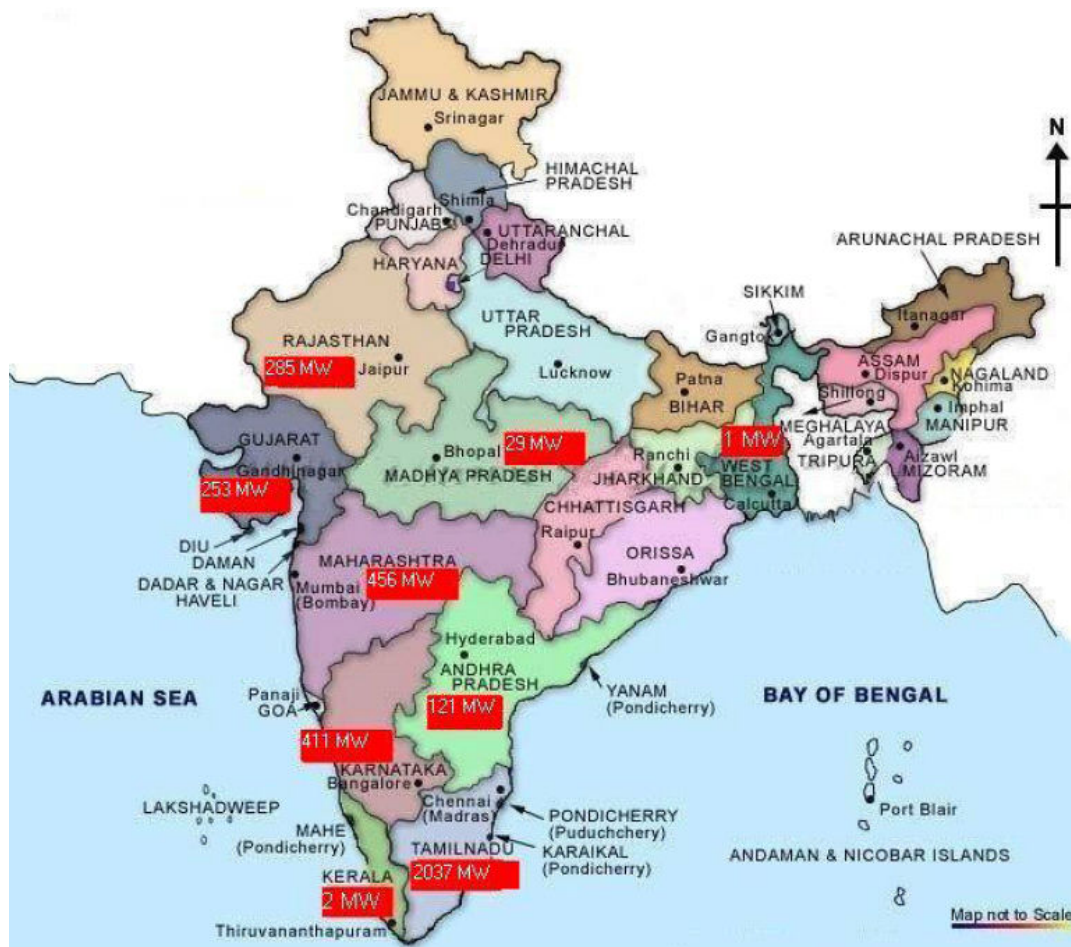 JAMMU & KASHMIR
Srinagar
N
HIMACHAL
PRADESH
Shimla
Chandigarh
PUNJAB
UTTARANCHAL
Dehradun
DELHI
HARYANA
ARUNACHAL PRADESH
SIKKIM
Itanagar
UTTAR
PRADESH
Gangtok
RAJASTHAN
285 MW
Jaipur
Lucknow
ASSAM
Dispur
NAGALAND
Kohima
Patna
BIHAR
Shillong
Imphal
MANIPUR
MEGHALAYA
Agartala
TRIPURA
Aizawl
MIZORAM
GUJARAT
Gandhinagar
253 MW
Bhopal
29 MW
MADHYA PRADESH
Ranchi
JHARKHAND
1 MW
WEST
BENGAL
Calcutta
CHHATTISGARH
Raipur
ORISSA
Bhubaneshwar
DIU
DAMAN
DADAR & NAGAR
HAVELI
MAHARASHTRA
456 MW
Mumbai
(Bombay)
Hyderabad
ANDHRA
PRADESH
121 MW
YANAM
(Pondicherry)
ARABIAN SEA
BAY OF BENGAL
Panaji
GOA
411 MW
KARNATAKA
Bangalore
Chennai
(Madras)
PONDICHERRY
(Puduchchery)
KARAIKAL
(Pondicherry)
LAKSHADWEEP
MAHE
(Pondicherry)
TAMILNADU
2037 MW
KERALA
2 MW
Thiruvananthapuram
Port Blair
ANDAMAN & NICOBAR ISLANDS
Map not to Scale